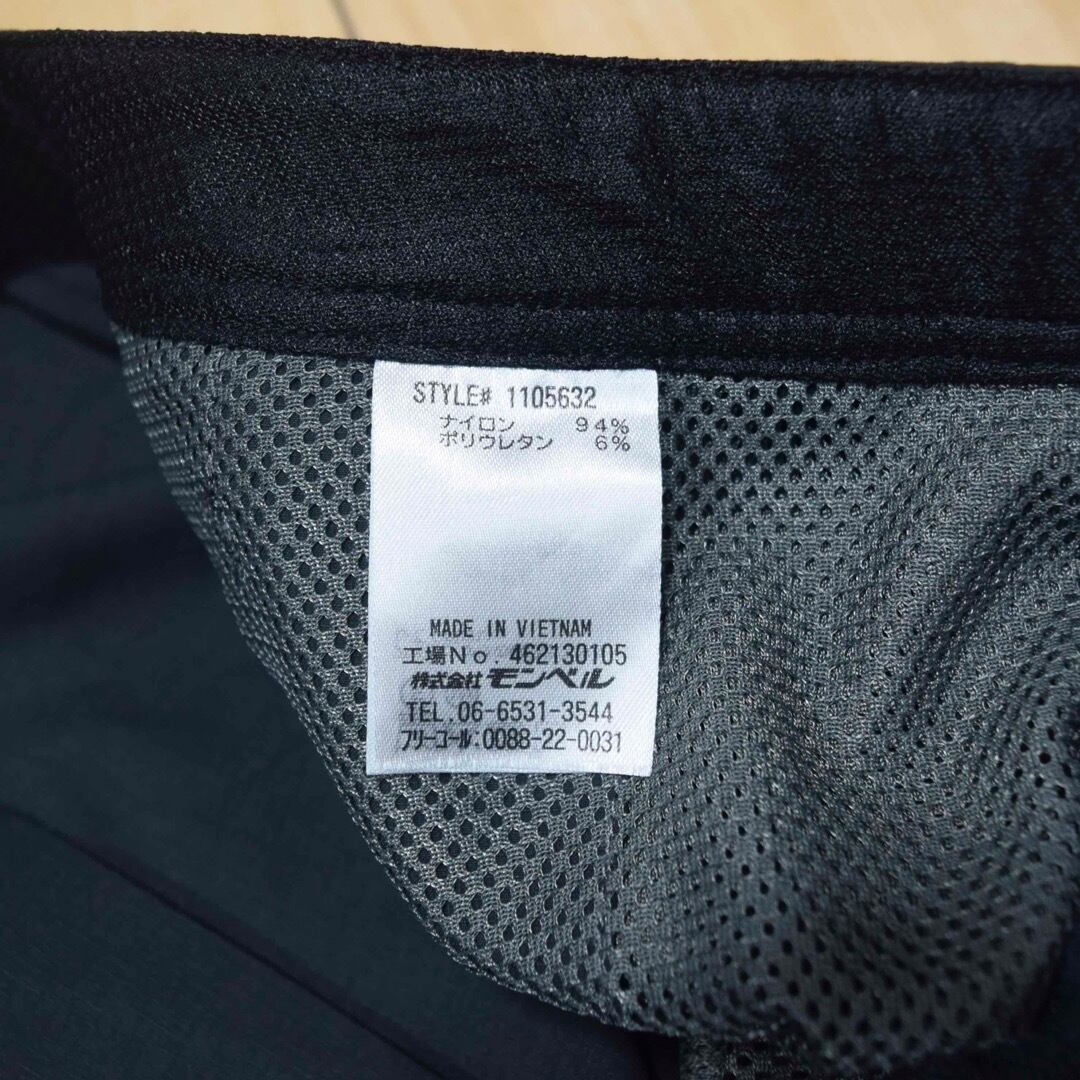 STYLE# 1105632
ナイロン 94%
ポリウレタン 6%
MADE IN VIETNAM
工場No. 462130105
株式会社モンベル
TEL.06-6531-3544
フリーコール:0088-22-0031